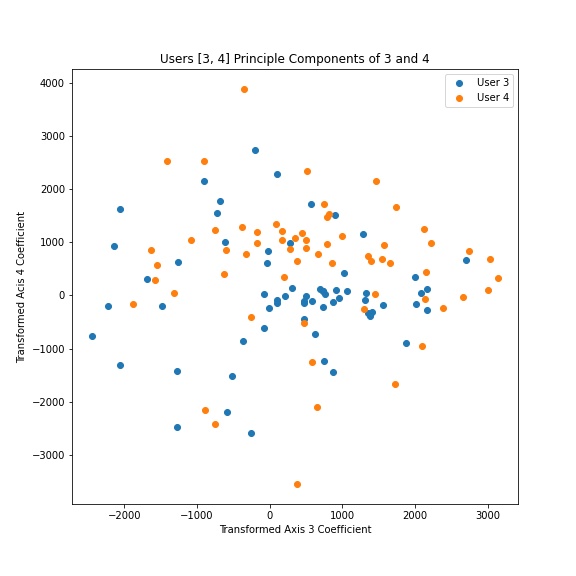 Users [3, 4] Principle Components of 3 and 4
User 3
User 4
4000
3000
2000
1000
0
−1000
−2000
−3000
Transformed Acis 4 Coefficient
−2000
−1000
0
1000
2000
3000
Transformed Axis 3 Coefficient